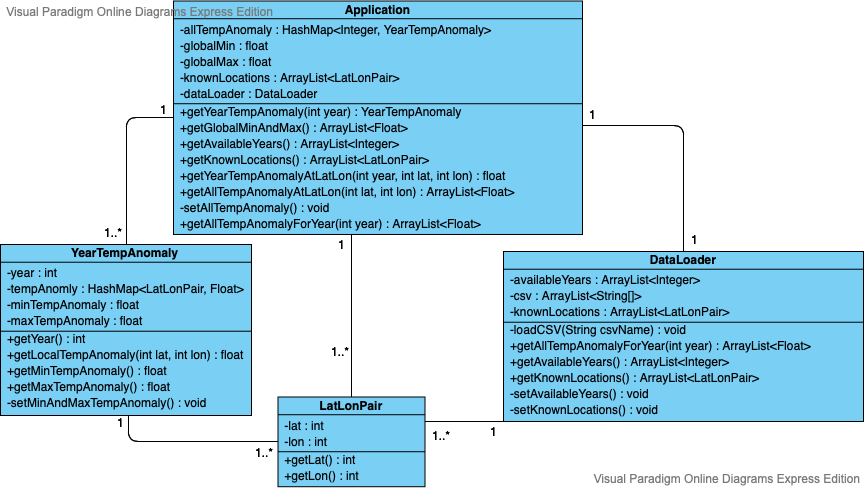 Visual Paradigm Online Diagrams Express Edition
Application
-allTempAnomaly : HashMap<Integer, YearTempAnomaly>
-globalMin : float
-globalMax : float
-knownLocations : ArrayList<LatLonPair>
-dataLoader : DataLoader
+getYearTempAnomaly(int year) : YearTempAnomaly
+getGlobalMinAndMax() : ArrayList<Float>
+getAvailableYears() : ArrayList<Integer>
+getKnownLocations() : ArrayList<LatLonPair>
+getYearTempAnomalyAtLatLon(int year, int lat, int lon) : float
+getAllTempAnomalyAtLatLon(int lat, int lon) : ArrayList<Float>
-setAllTempAnomaly() : void
+getAllTempAnomalyForYear(int year) : ArrayList<Float>
1
1
1..*
1
1
YearTempAnomaly
-year : int
-tempAnomly : HashMap<LatLonPair, Float>
-minTempAnomaly : float
-maxTempAnomaly : float
+getYear() : int
+getLocalTempAnomaly(int lat, int lon) : float
+getMinTempAnomaly() : float
+getMaxTempAnomaly() : float
-setMinAndMaxTempAnomaly() : void
DataLoader
-availableYears : ArrayList<Integer>
-csv : ArrayList<String[]>
-knownLocations : ArrayList<LatLonPair>
-loadCSV(String csvName) : void
+getAllTempAnomalyForYear(int year) : ArrayList<Float>
+getAvailableYears() : ArrayList<Integer>
+getKnownLocations() : ArrayList<LatLonPair>
-setAvailableYears() : void
-setKnownLocations() : void
1..*
LatLonPair
-lat : int
-lon : int
+getLat() : int
+getLon() : int
1
1..*
1..*
1
Visual Paradigm Online Diagrams Express Edition